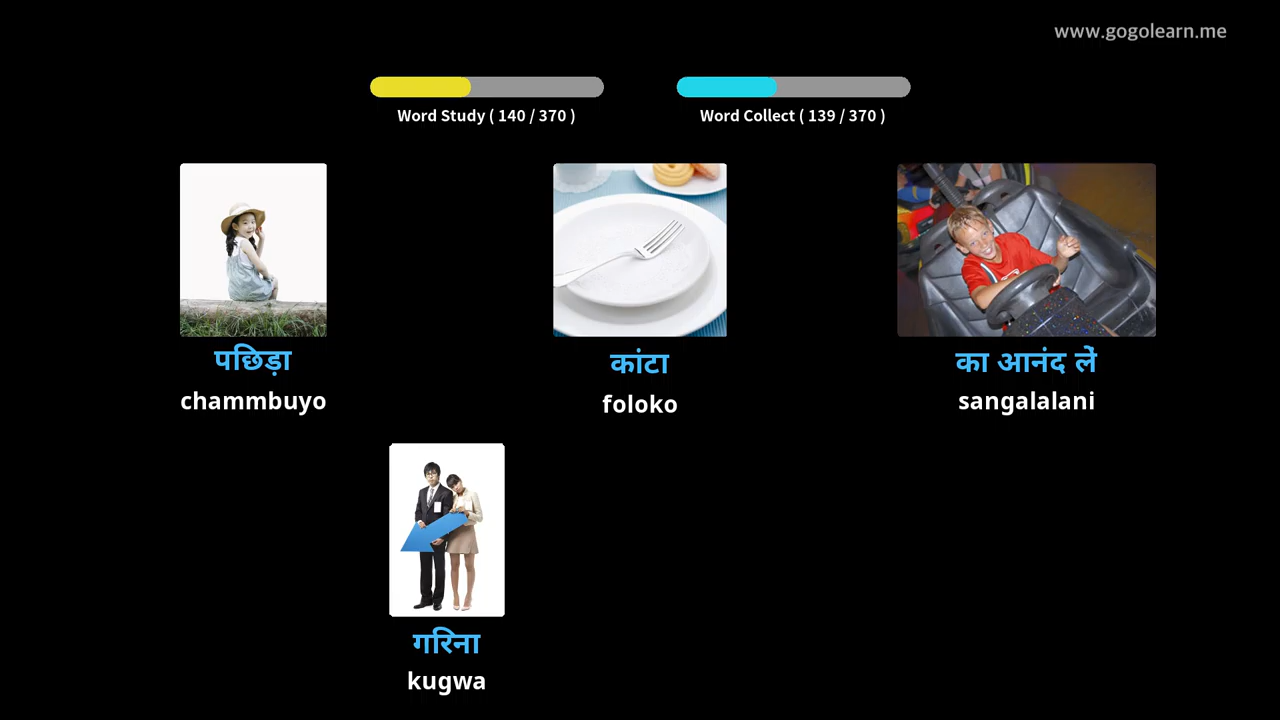 www.gogolearn.me
Word Study ( 140 / 370 )
Word Collect ( 139 / 370 )
पछिड़ा
chammbuyo
कांटा
foloko
का आनंद लें
sangalalani
गरिना
kugwa